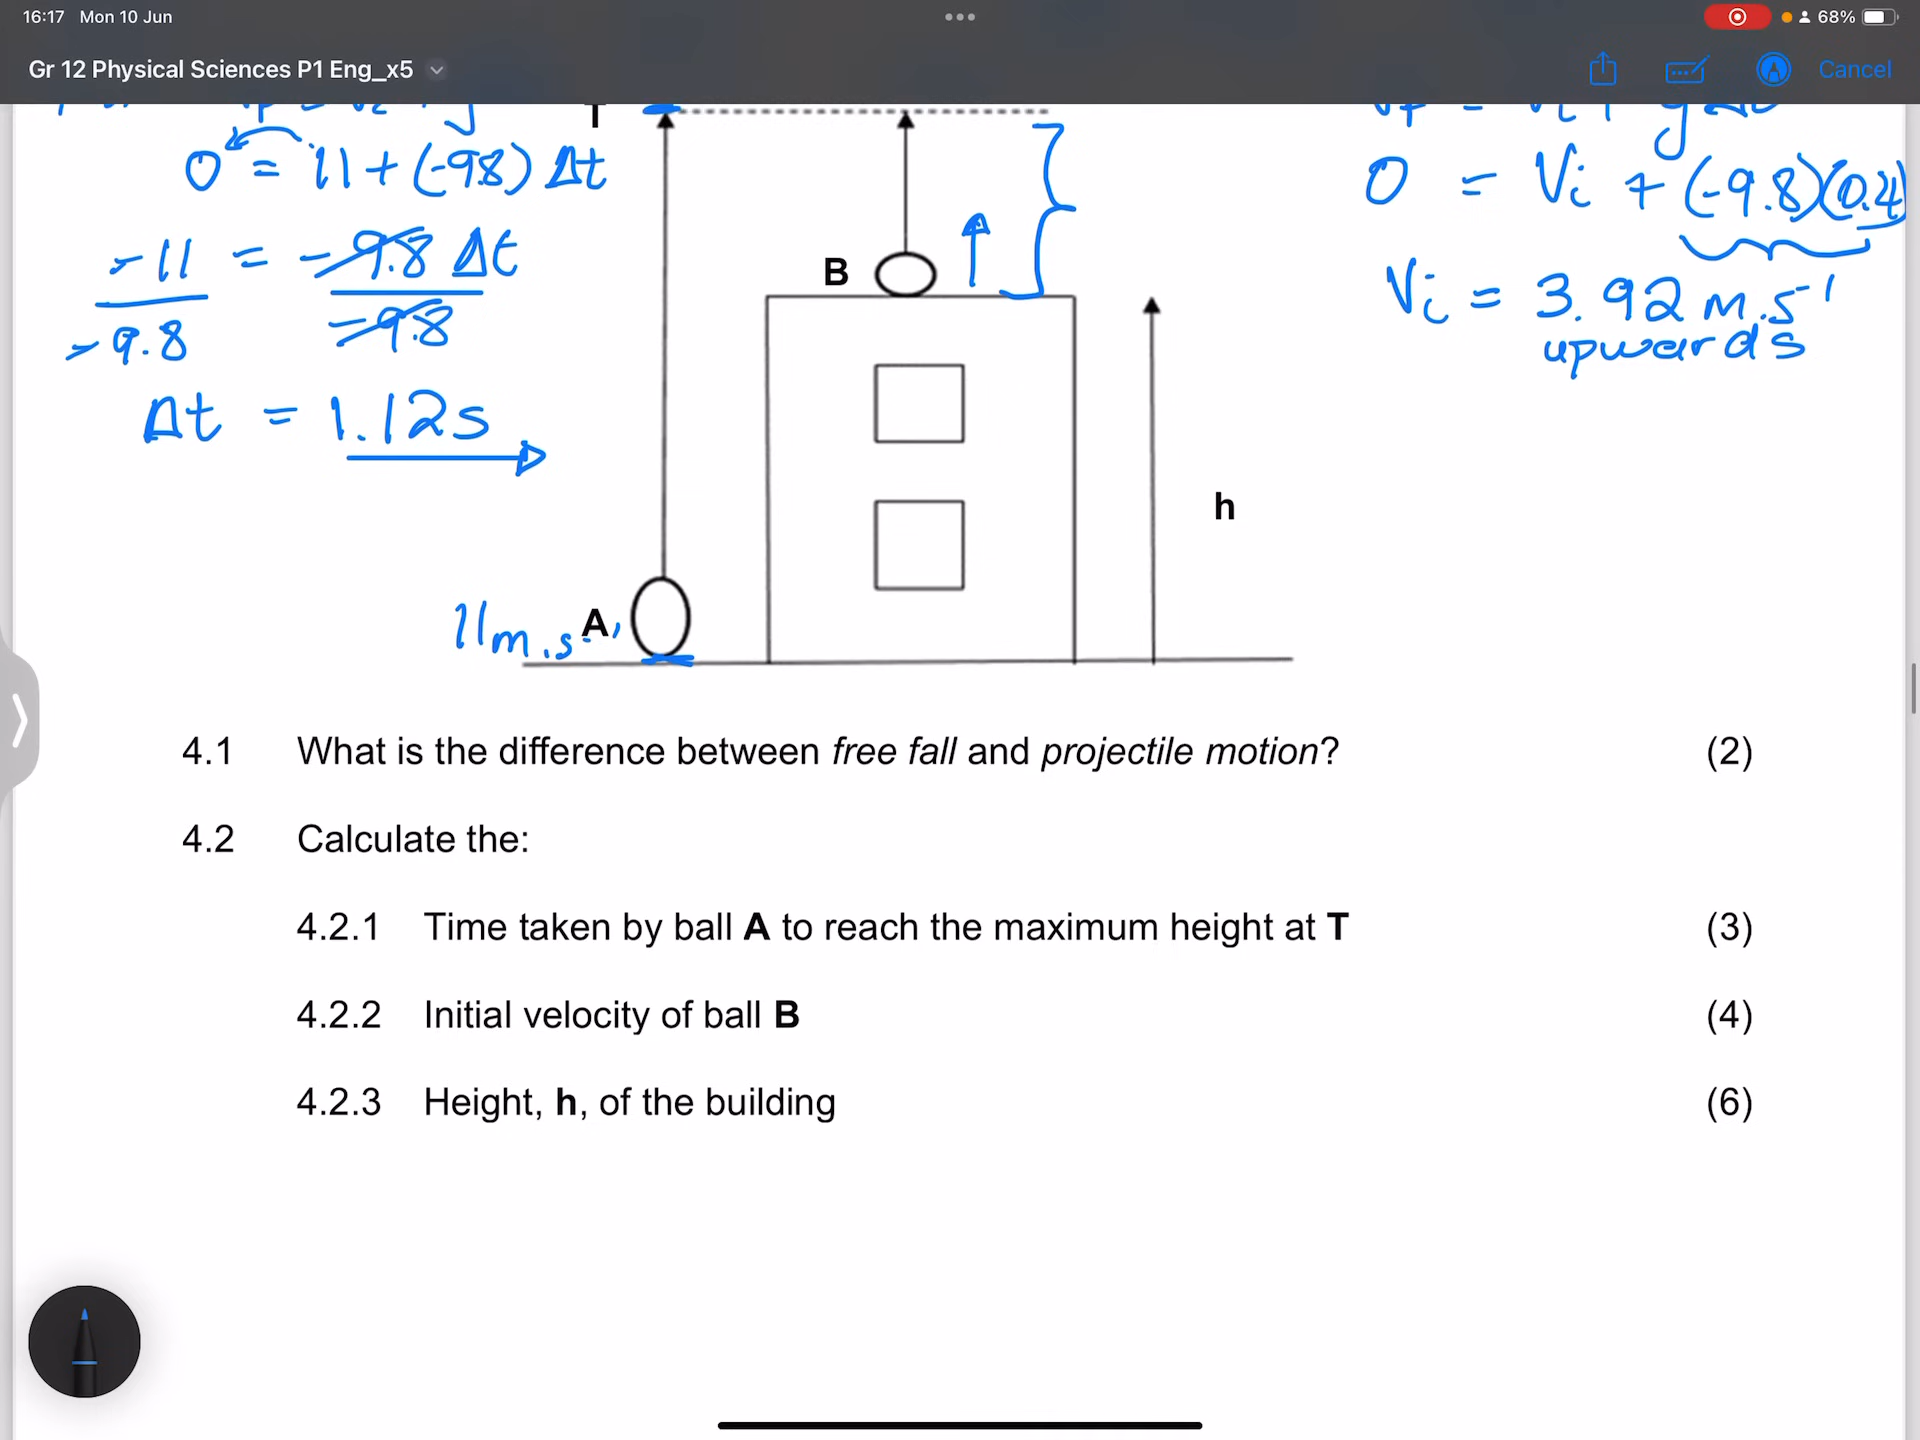 16:17 Mon 10 Jun
68%
Gr 12 Physical Sciences P1 Eng_x5
Cancel
T
0 = 11 + (-9.8) Δt
-11 = -9.8 Δt
-9.8 -9.8
Δt = 1.12s
0 = Vi + (-9.8)(0.4)
Vi = 3.92 m.s-1
upwards
B
h
11m.s-1
A
4.1 What is the difference between free fall and projectile motion? (2)
4.2 Calculate the:
4.2.1 Time taken by ball A to reach the maximum height at T (3)
4.2.2 Initial velocity of ball B (4)
4.2.3 Height, h, of the building (6)